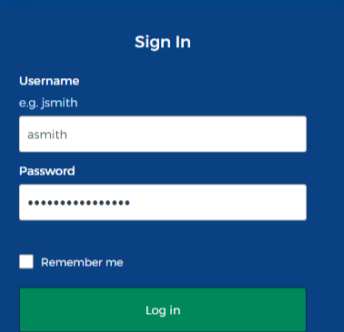 Sign In
Username
e.g. jsmith
asmith
Password
••••••••••••••••
Remember me
Log in